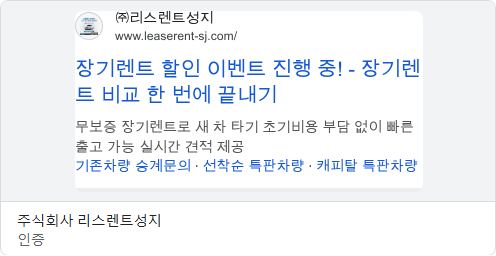 ㈜리스렌트성지
www.leaserent-sj.com/
장기렌트 할인 이벤트 진행 중! - 장기렌
트 비교 한 번에 끝내기
무보증 장기렌트로 새 차 타기 초기비용 부담 없이 빠른
출고 가능 실시간 견적 제공
기존차량 승계문의 · 선착순 특판차량 · 캐피탈 특판차량
주식회사 리스렌트성지
인증